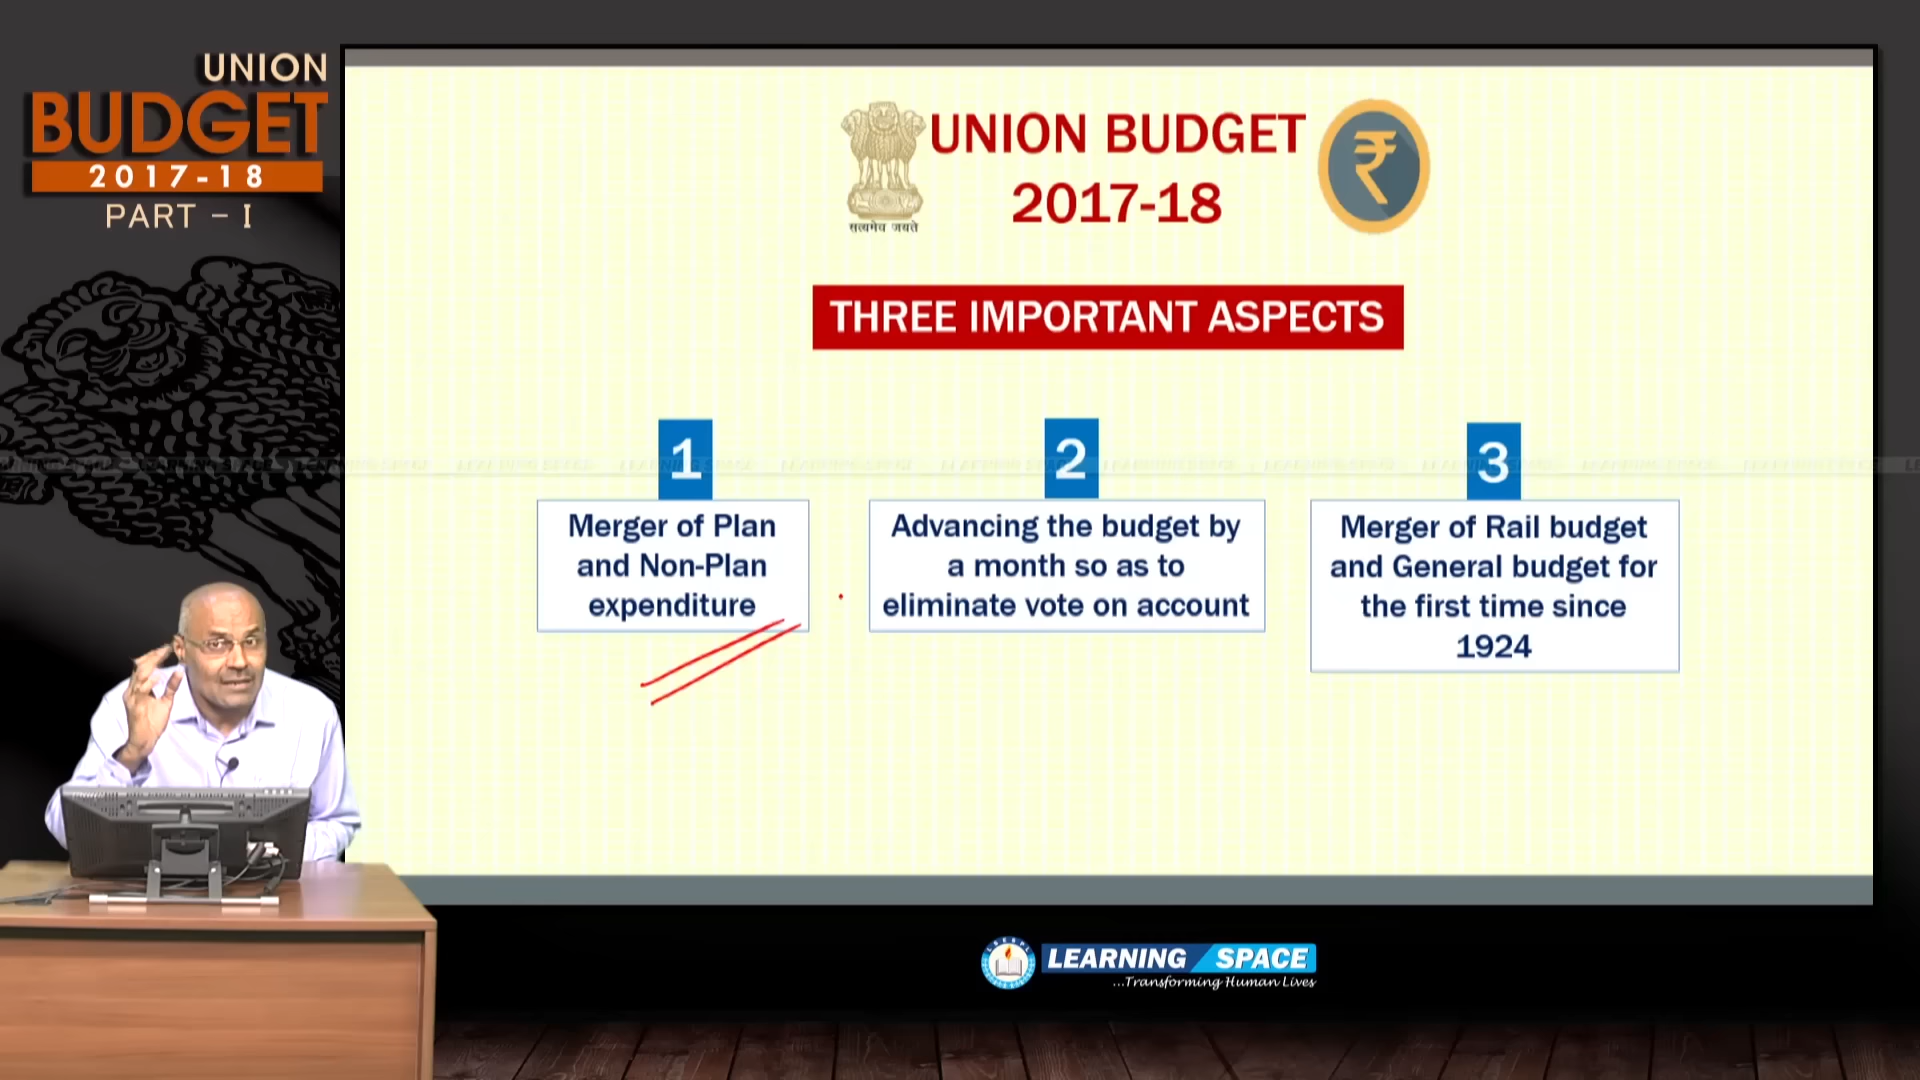 UNION
BUDGET
2017-18
PART – I
UNION BUDGET
2017-18
सत्यमेव जयते
THREE IMPORTANT ASPECTS
1
Merger of Plan
and Non-Plan
expenditure
2
Advancing the budget by
a month so as to
eliminate vote on account
3
Merger of Rail budget
and General budget for
the first time since
1924
LEARNING SPACE
...Transforming Human Lives